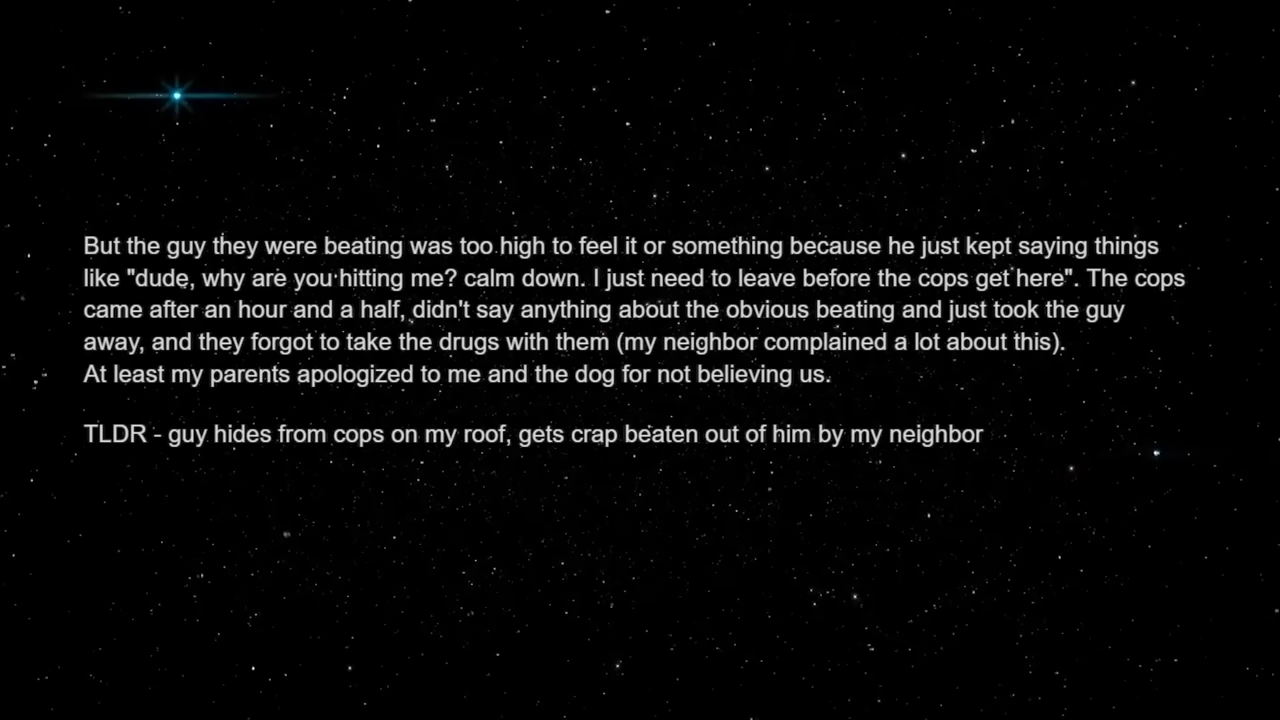 But the guy they were beating was too high to feel it or something because he just kept saying things
like "dude, why are you hitting me? calm down. I just need to leave before the cops get here". The cops
came after an hour and a half, didn't say anything about the obvious beating and just took the guy
away, and they forgot to take the drugs with them (my neighbor complained a lot about this).
At least my parents apologized to me and the dog for not believing us.
TLDR - guy hides from cops on my roof, gets crap beaten out of him by my neighbor